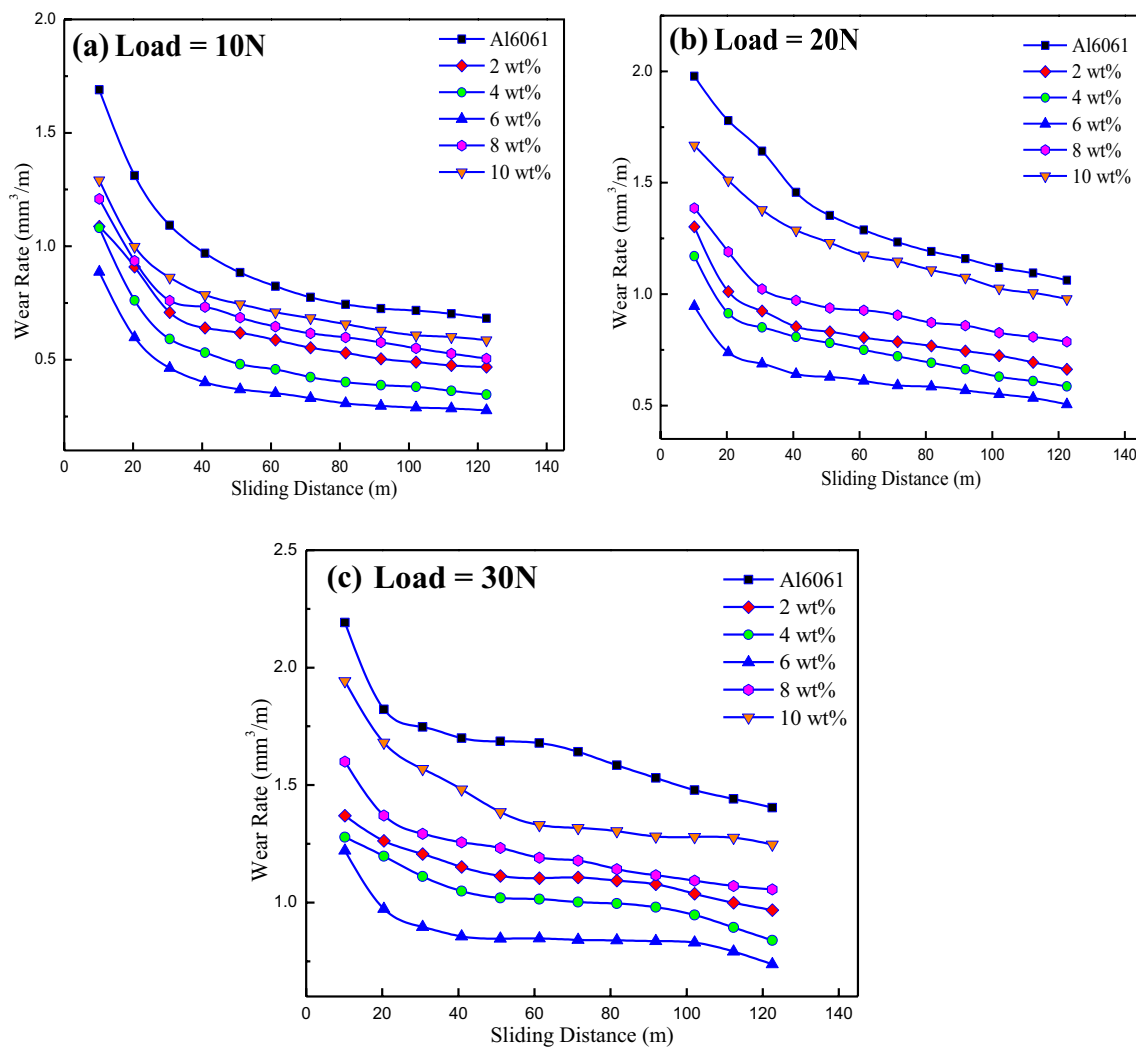 (a) Load = 10N
Al6061
2 wt%
4 wt%
6 wt%
8 wt%
10 wt%
2.0
1.5
1.0
0.5
Wear Rate (mm³/m)
0 20 40 60 80 100 120 140
Sliding Distance (m)
(b) Load = 20N
Al6061
2 wt%
4 wt%
6 wt%
8 wt%
10 wt%
2.0
1.5
1.0
0.5
Wear Rate (mm³/m)
0 20 40 60 80 100 120 140
Sliding Distance (m)
(c) Load = 30N
Al6061
2 wt%
4 wt%
6 wt%
8 wt%
10 wt%
2.5
2.0
1.5
1.0
Wear Rate (mm³/m)
0 20 40 60 80 100 120 140
Sliding Distance (m)